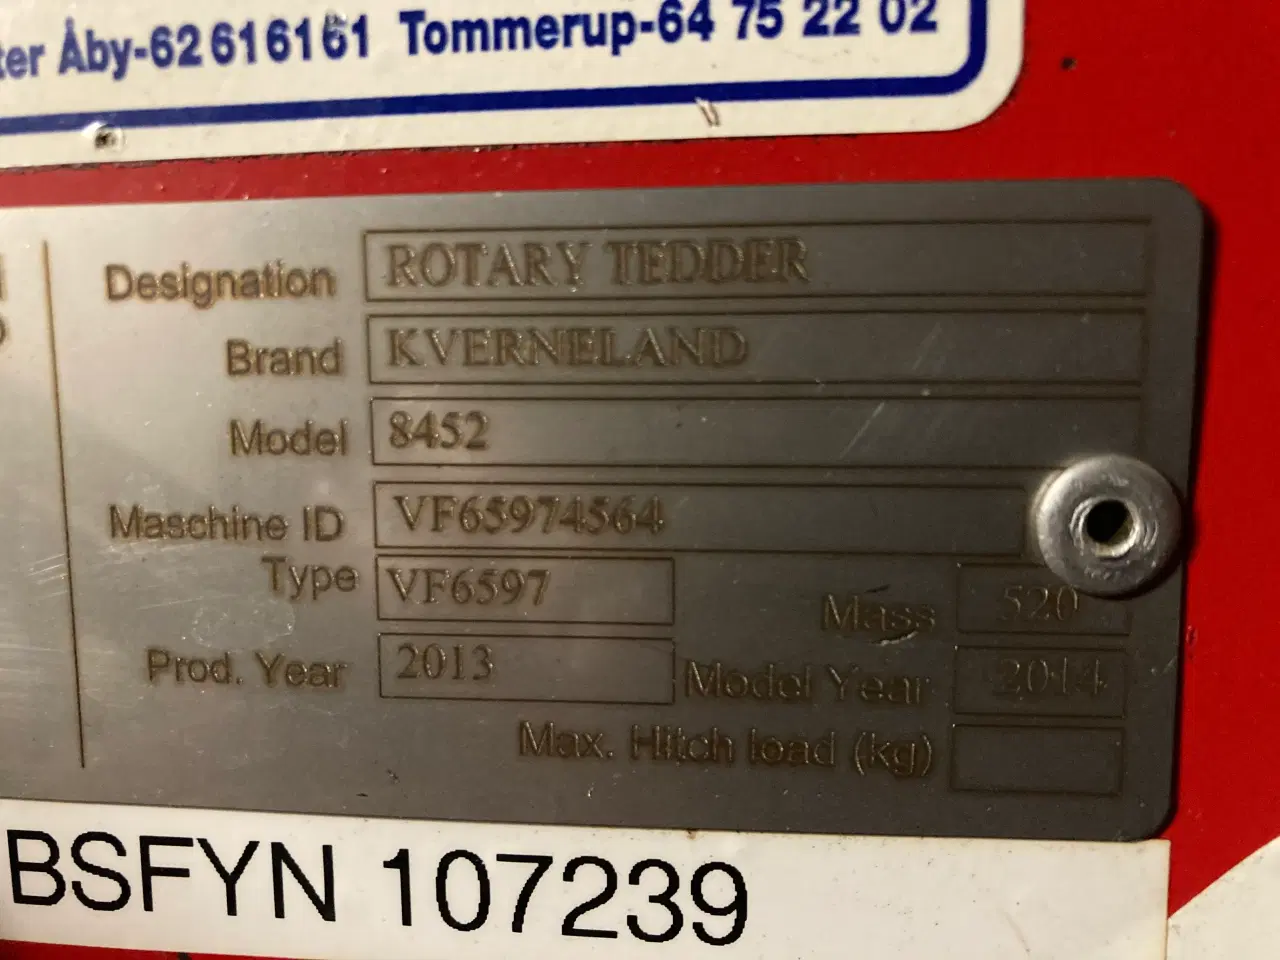 ter Åby-62616161 Tommerup-64 75 22 02
Designation ROTARY TEDDER
Brand KVERNELAND
Model 8452
Maschine ID VF65974564
Type VF6597 Mass 520
Prod. Year 2013 Model Year 2014
Max. Hitch load (kg)
BSFYN 107239